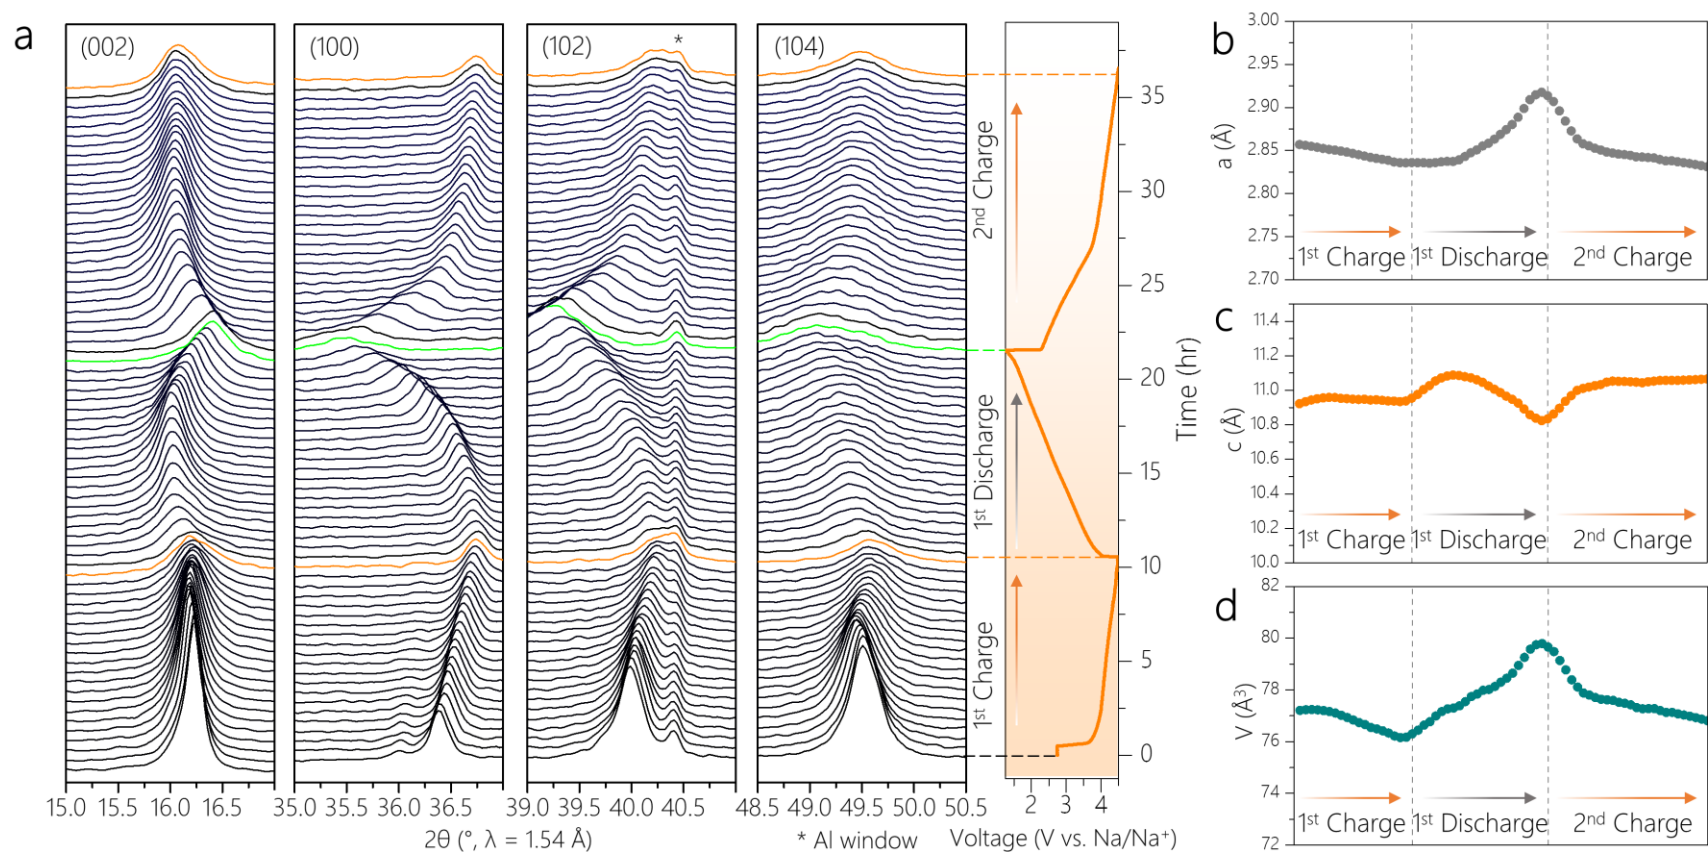 a
(002)
(100)
(102)
*
(104)
1st Charge
1st Discharge
2nd Charge
0
5
10
15
20
25
30
35
Time (hr)
15.0 15.5 16.0 16.5
35.0 35.5 36.0 36.5
39.0 39.5 40.0 40.5
48.5 49.0 49.5 50.0 50.5
2 3 4
2θ (°, λ = 1.54 Å)
* Al window
Voltage (V vs. Na/Na⁺)
b
3.00
2.95
2.90
2.85
2.80
2.75
2.70
a (Å)
1st Charge 1st Discharge 2nd Charge
c
11.4
11.2
11.0
10.8
10.6
10.4
10.2
10.0
c (Å)
1st Charge 1st Discharge 2nd Charge
d
82
80
78
76
74
72
V (Å³)
1st Charge 1st Discharge 2nd Charge